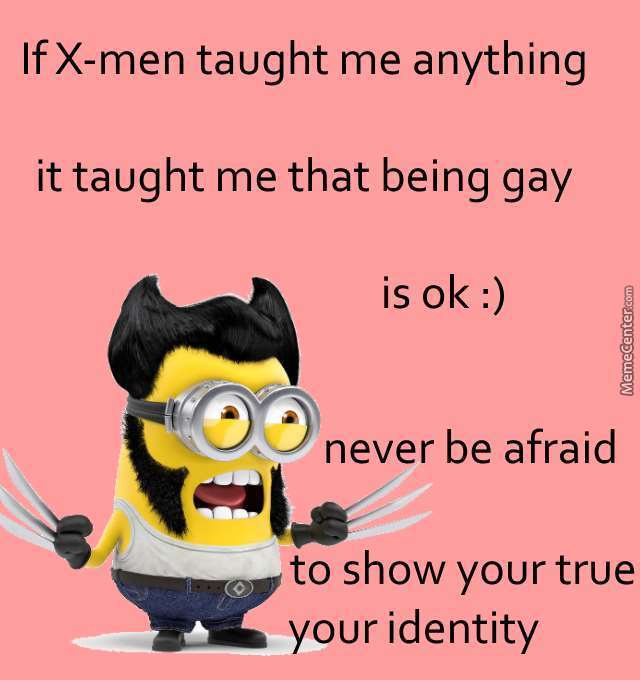 If X-men taught me anything
it taught me that being gay
is ok :)
MemeCenter.com
never be afraid
to show your true
your identity